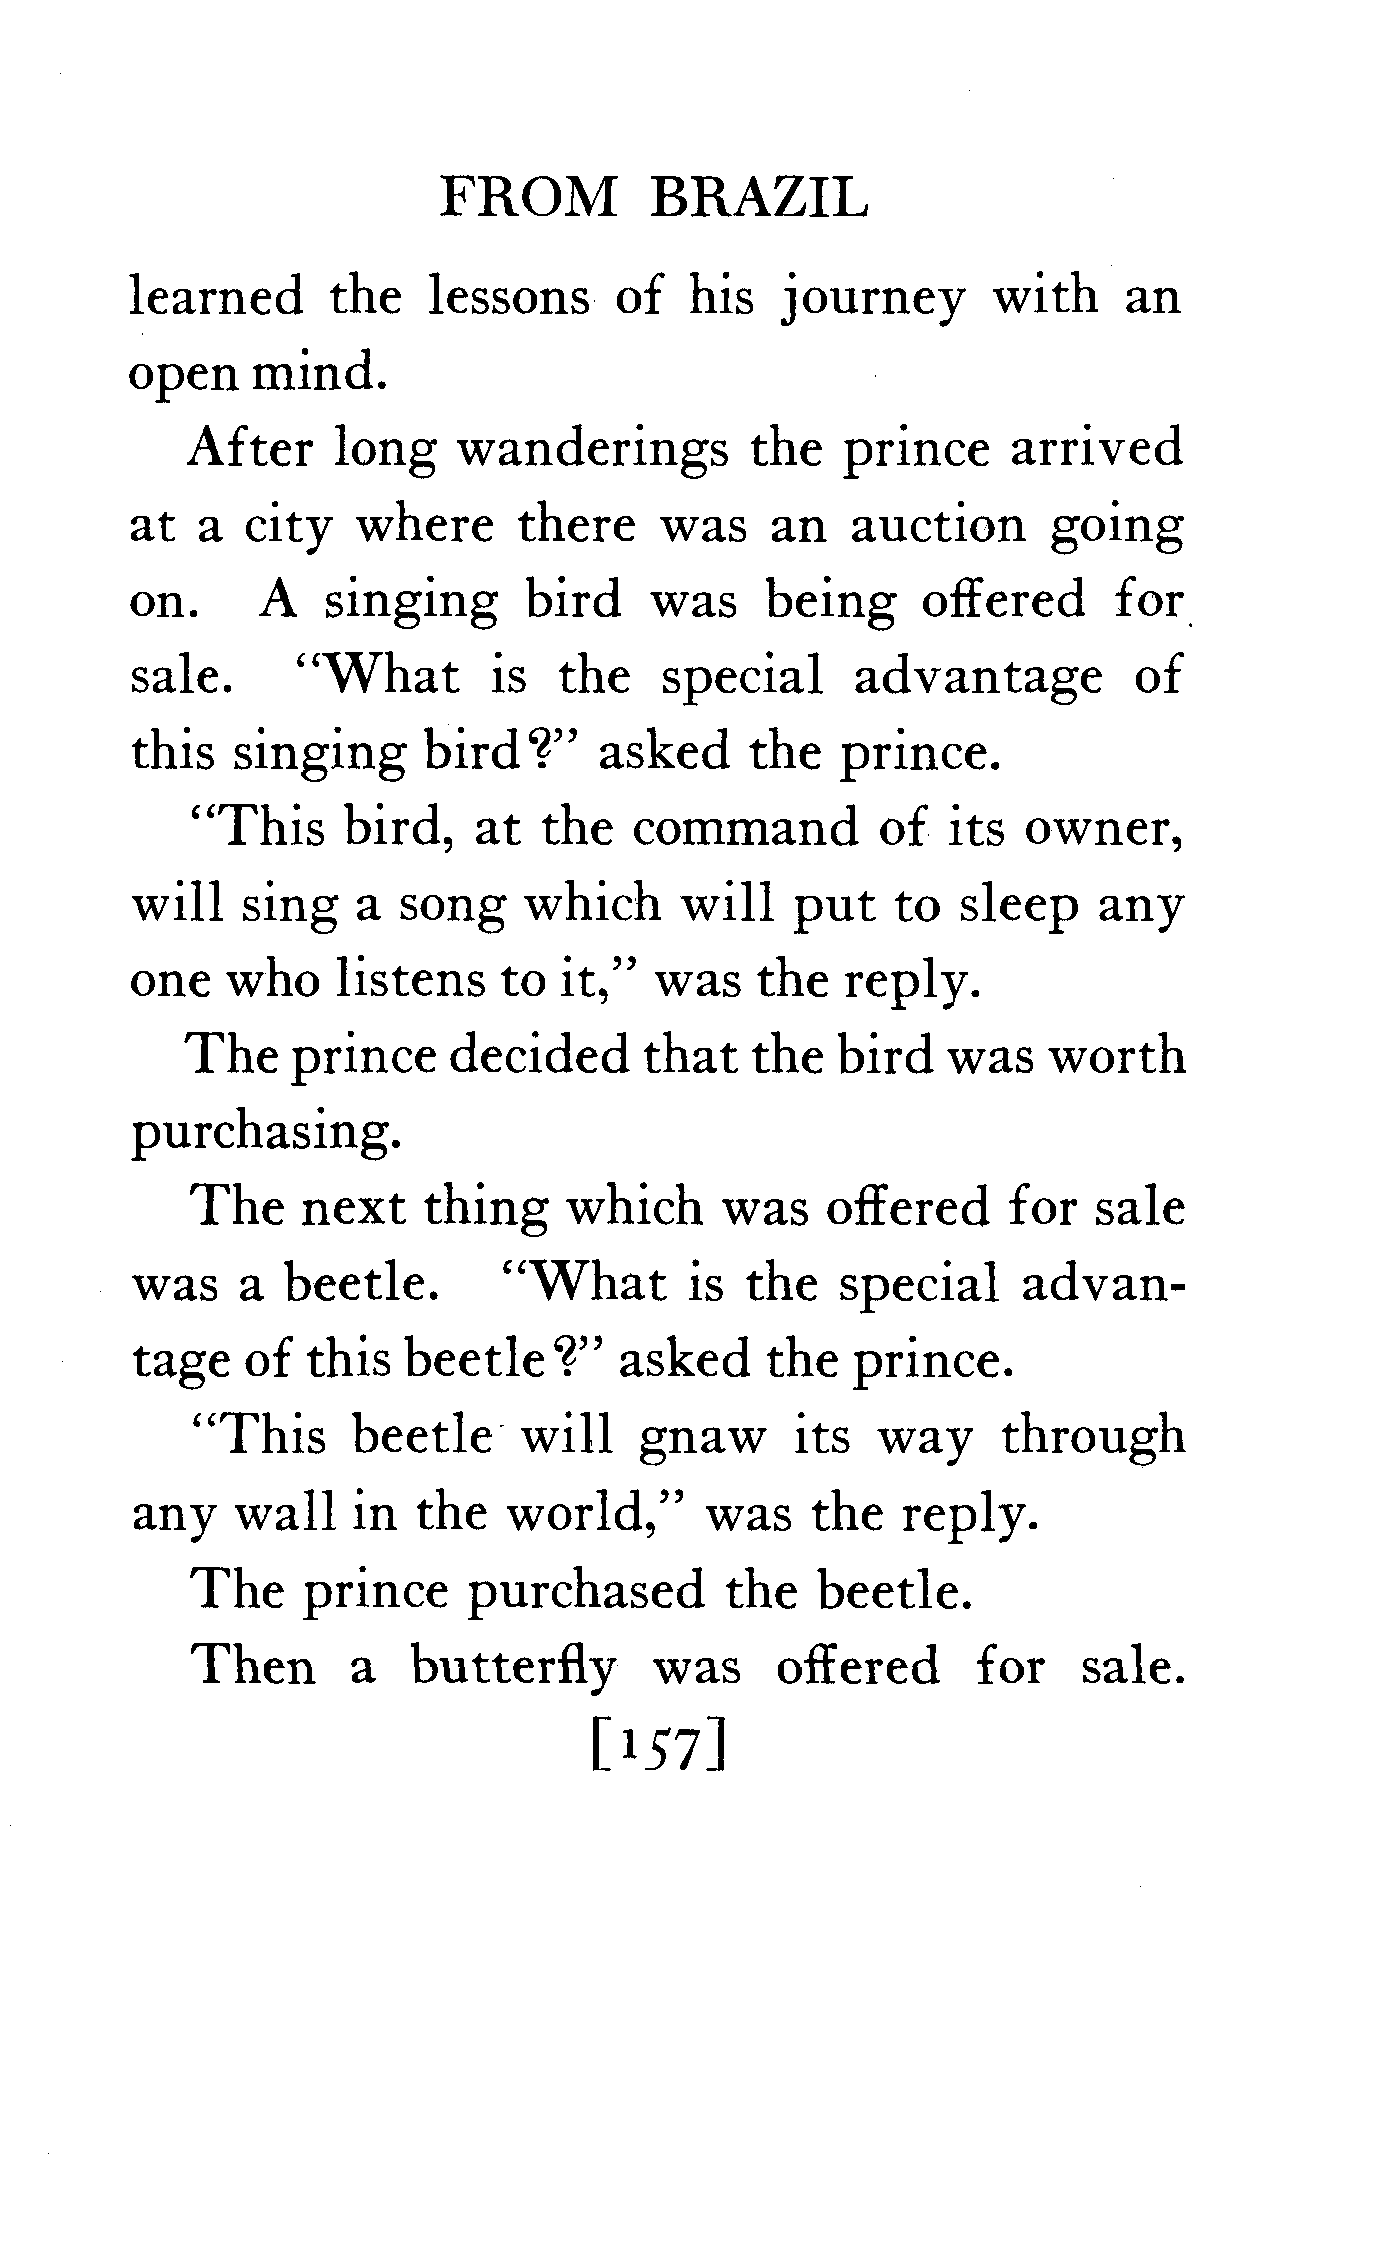 FROM BRAZIL
learned the lessons of his journey with an
open mind.
After long wanderings the prince arrived
at a city where there was an auction going
on. A singing bird was being offered for
sale. "What is the special advantage of
this singing bird?" asked the prince.
"This bird, at the command of its owner,
will sing a song which will put to sleep any
one who listens to it," was the reply.
The prince decided that the bird was worth
purchasing.
The next thing which was offered for sale
was a beetle. "What is the special advan-
tage of this beetle?" asked the prince.
"This beetle will gnaw its way through
any wall in the world," was the reply.
The prince purchased the beetle.
Then a butterfly was offered for sale.
[157]